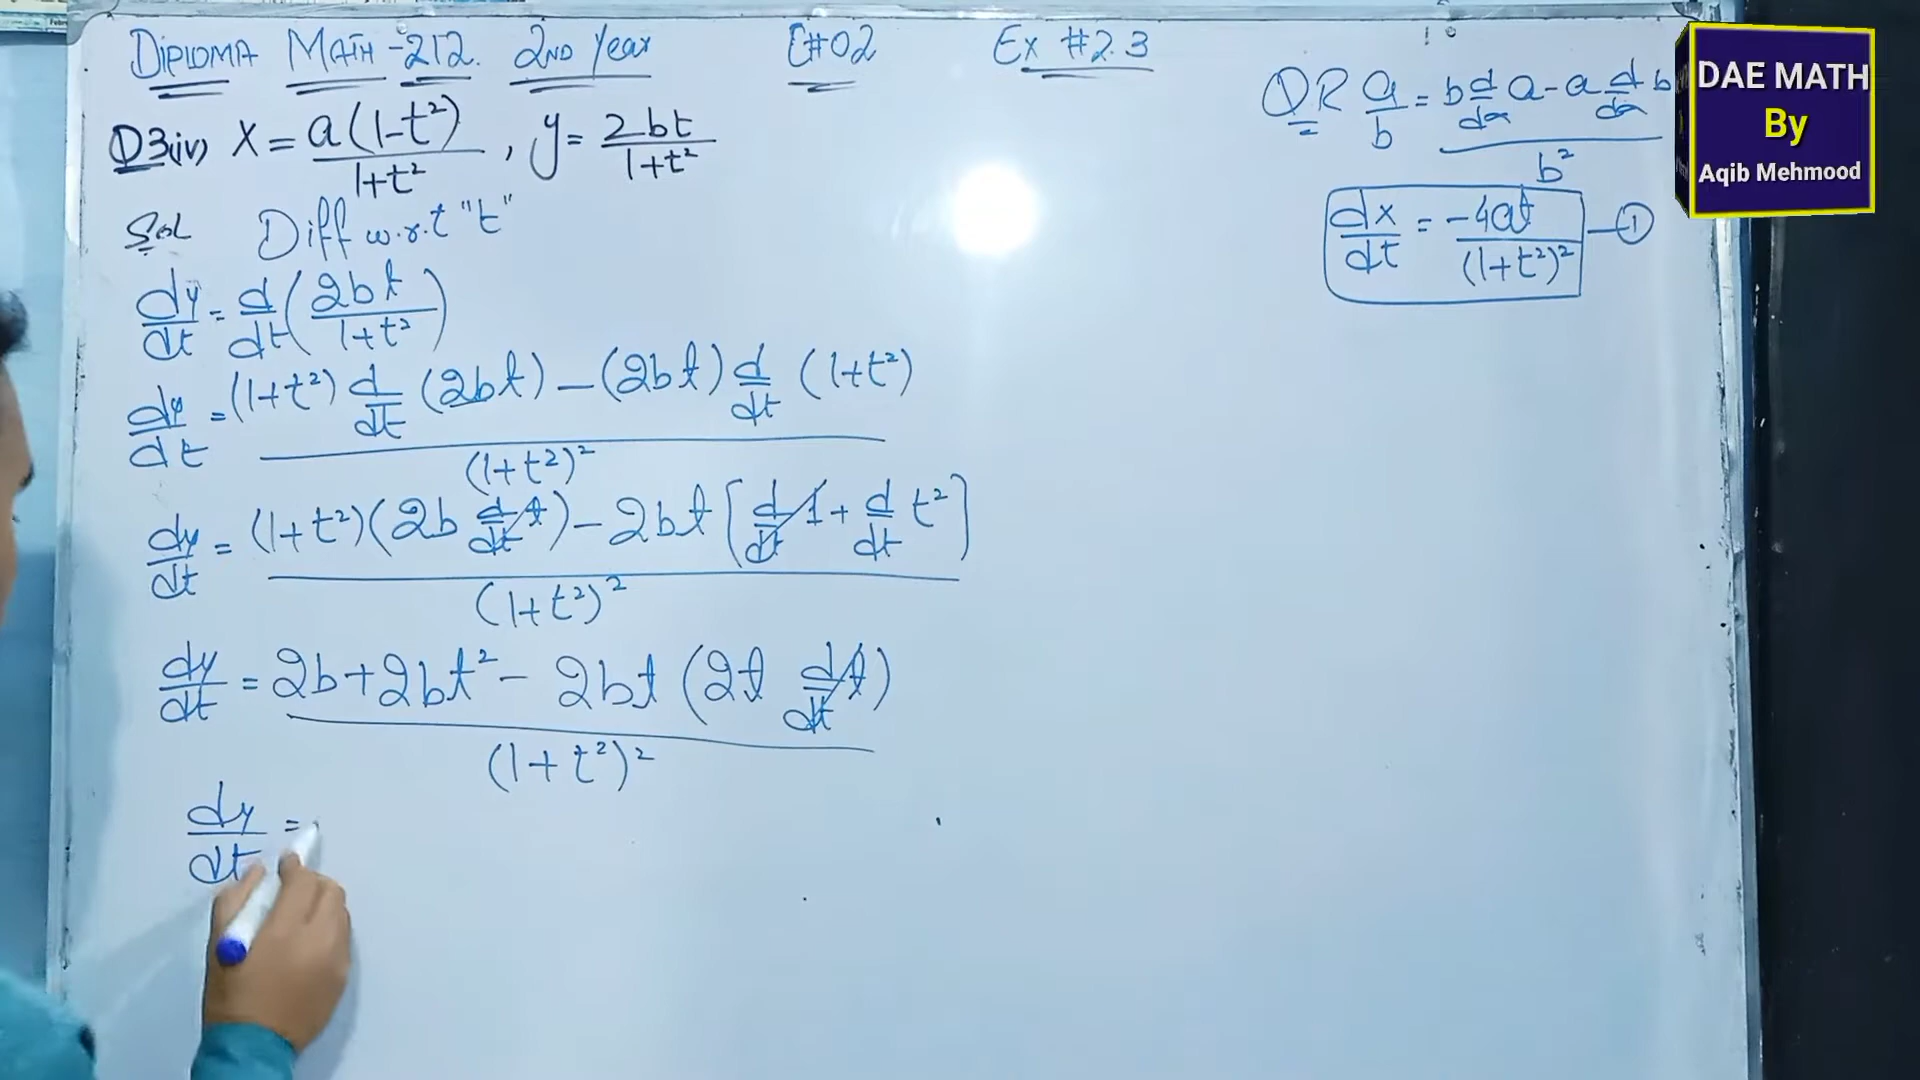 DIPLOMA MATH-212. 2ND Year C#02 Ex #2.3
Q3(iv) x = a(1-t²)/1+t² , y = 2bt/1+t²
Sol Diff w.r.t "t"
dy/dt = d/dt (2bt/1+t²)
dy/dt = (1+t²) d/dt (2bt) - (2bt) d/dt (1+t²) / (1+t²)²
dy/dt = (1+t²)(2b d/dt t) - 2bt [d/dt 1 + d/dt t²] / (1+t²)²
dy/dt = 2b+2bt² - 2bt (2t d/dt t) / (1+t²)²
dy/dt =
QR a/b = b d/dx a - a d/dx b / b²
dx/dt = -4at/(1+t²)² — ①
DAE MATH
By
Aqib Mehmood